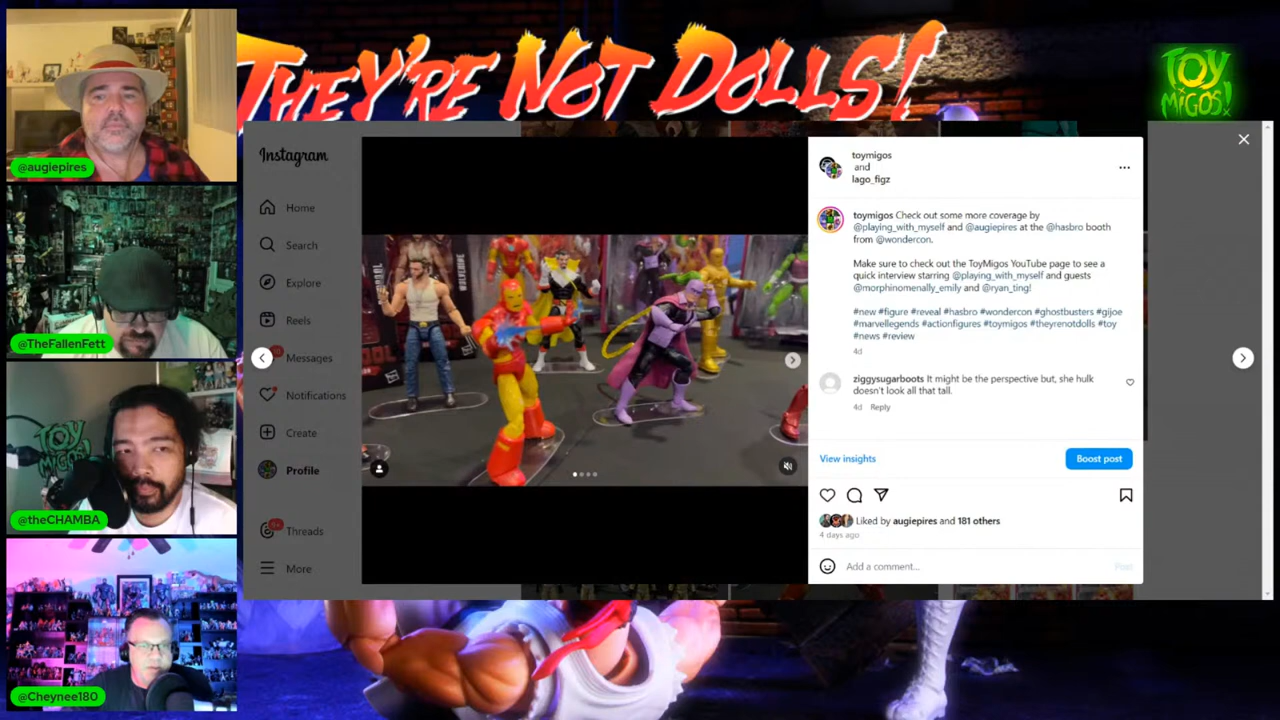 THEY'RE NOT DOLLS!
TOY
MIGOS!
@augiepires
@TheFallenFett
TOY
MIGOS!
@theCHAMBA
@Cheynee180
Instagram
Home
Search
Explore
Reels
Messages
Notifications
Create
Profile
Threads
More
toymigos
and
lago_figz
toymigos Check out some more coverage by
@playing_with_myself and @augiepires at the @hasbro booth
from @wondercon.
Make sure to check out the ToyMigos YouTube page to see a
quick interview starring @playing_with_myself and guests
@morphinomenally_emily and @ryan_ting!
#new #figure #reveal #hasbro #wondercon #ghostbusters #gijoe
#marvellegends #actionfigures #toymigos #theyrenotdolls #toy
#news #review
4d
ziggysugarboots It might be the perspective but, she hulk
doesn't look all that tall.
4d Reply
View insights
Boost post
Liked by augiepires and 181 others
4 days ago
Add a comment...
Post